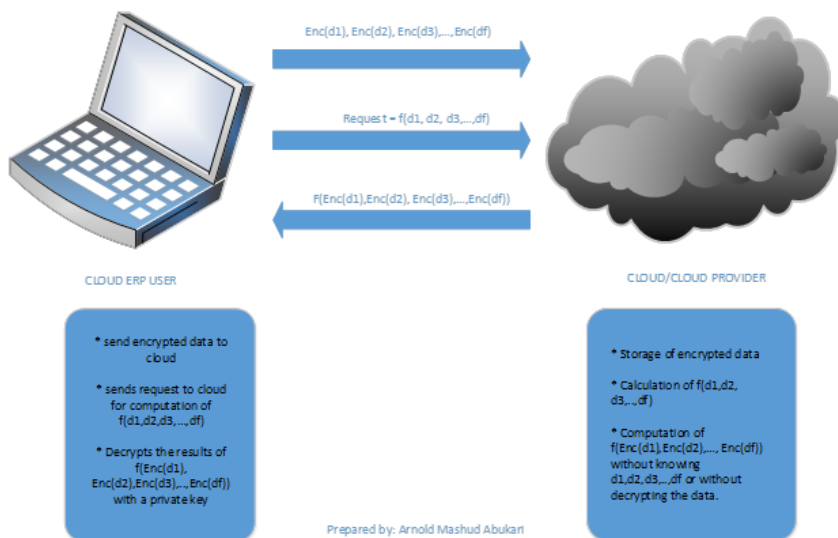 Enc(d1), Enc(d2), Enc(d3),...,Enc(df)
Request = f(d1, d2, d3,...,df)
F(Enc(d1),Enc(d2), Enc(d3),...,Enc(df))
CLOUD ERP USER
CLOUD/CLOUD PROVIDER
* send encrypted data to
cloud
* sends request to cloud
for computation of
f(d1,d2,d3,...,df)
* Decrypts the results of
f(Enc(d1),
Enc(d2),Enc(d3),...,Enc(df))
with a private key
* Storage of encrypted data
* Calculation of f(d1,d2,
d3,..,df)
* Computation of
f(Enc(d1),Enc(d2),..., Enc(df))
without knowing
d1,d2,d3,..,df or without
decrypting the data.
Prepared by: Arnold Mashud Abukari